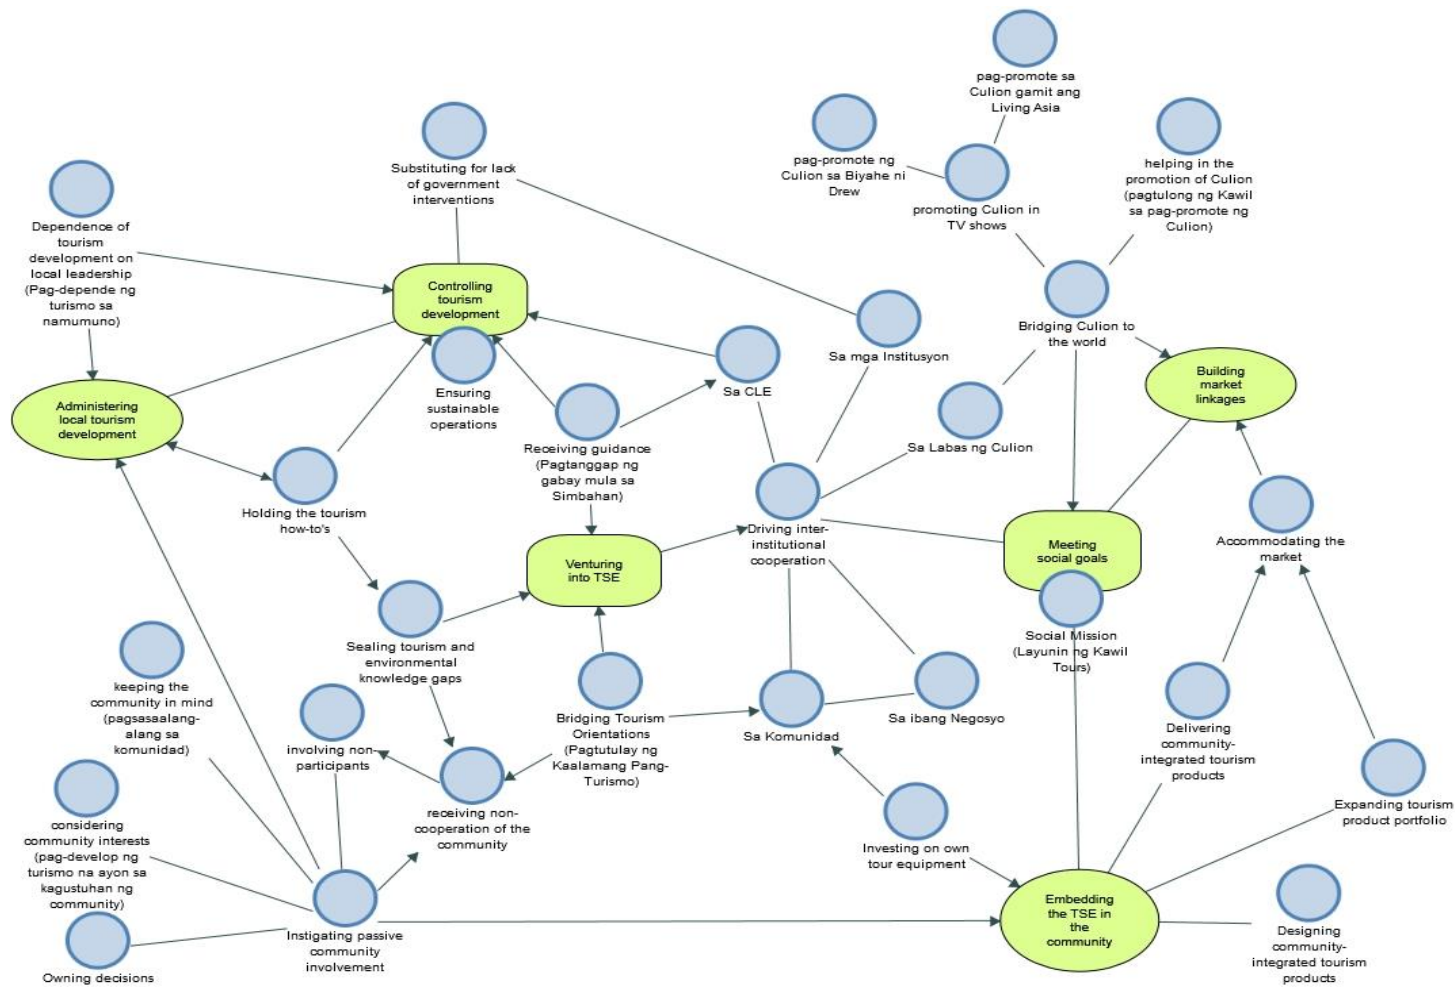 pag-promote sa
Culion gamit ang
Living Asia
pag-promote ng
Culion sa Biyahe ni
Drew
helping in the
promotion of Culion
(pagtulong ng Kawil
sa pag-promote ng
Culion)
Substituting for lack
of government
interventions
promoting Culion in
TV shows
Dependence of
tourism
development on
local leadership
(Pag-depende ng
turismo sa
namumuno)
Controlling
tourism
development
Bridging Culion to
the world
Sa mga Institusyon
Building
market
linkages
Ensuring
sustainable
operations
Sa CLE
Administering
local tourism
development
Receiving guidance
(Pagtanggap ng
gabay mula sa
Simbahan)
Sa Labas ng Culion
Holding the tourism
how-to's
Driving inter-
institutional
cooperation
Accommodating the
market
Venturing
into TSE
Meeting
social goals
Sealing tourism and
environmental
knowledge gaps
Social Mission
(Layunin ng Kawil
Tours)
keeping the
community in mind
(pagsasaalang-
alang sa
komunidad)
involving non-
participants
Bridging Tourism
Orientations
(Pagtutulay ng
Kaalamang Pang-
Turismo)
Sa Komunidad
Sa ibang Negosyo
Delivering
community-
integrated tourism
products
considering
community interests
(pag-develop ng
turismo na ayon sa
kagustuhan ng
community)
receiving non-
cooperation of the
community
Investing on own
tour equipment
Expanding tourism
product portfolio
Embedding
the TSE in
the
community
Instigating passive
community
involvement
Owning decisions
Designing
community-
integrated tourism
products